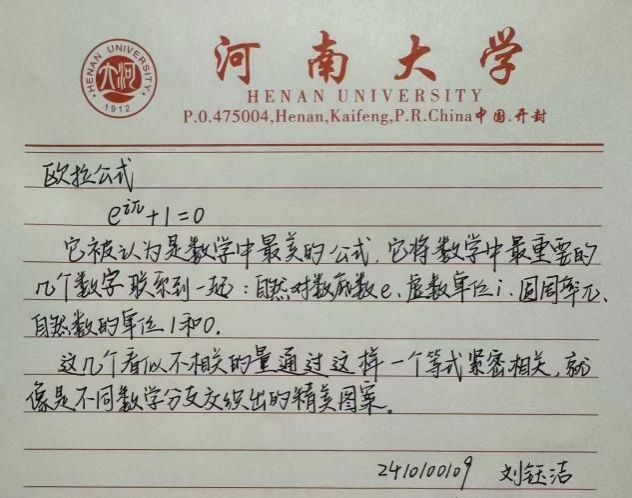 HENAN UNIVERSITY
1912
河南大学
HENAN UNIVERSITY
P.O.475004,Henan,Kaifeng,P.R.China中国.开封
欧拉公式
e^{iπ}+1=0
它被认为是数学中最美的公式,它将数学中最重要的
几个数字联系到一起:自然对数的数e、虚数单位i、圆周率π、
自然数的单位1和0.
这几个看似不相关的量通过这样一个等式紧密相关,就
像是不同数学分支交织出的精美图案。
2410100109 刘钰洁